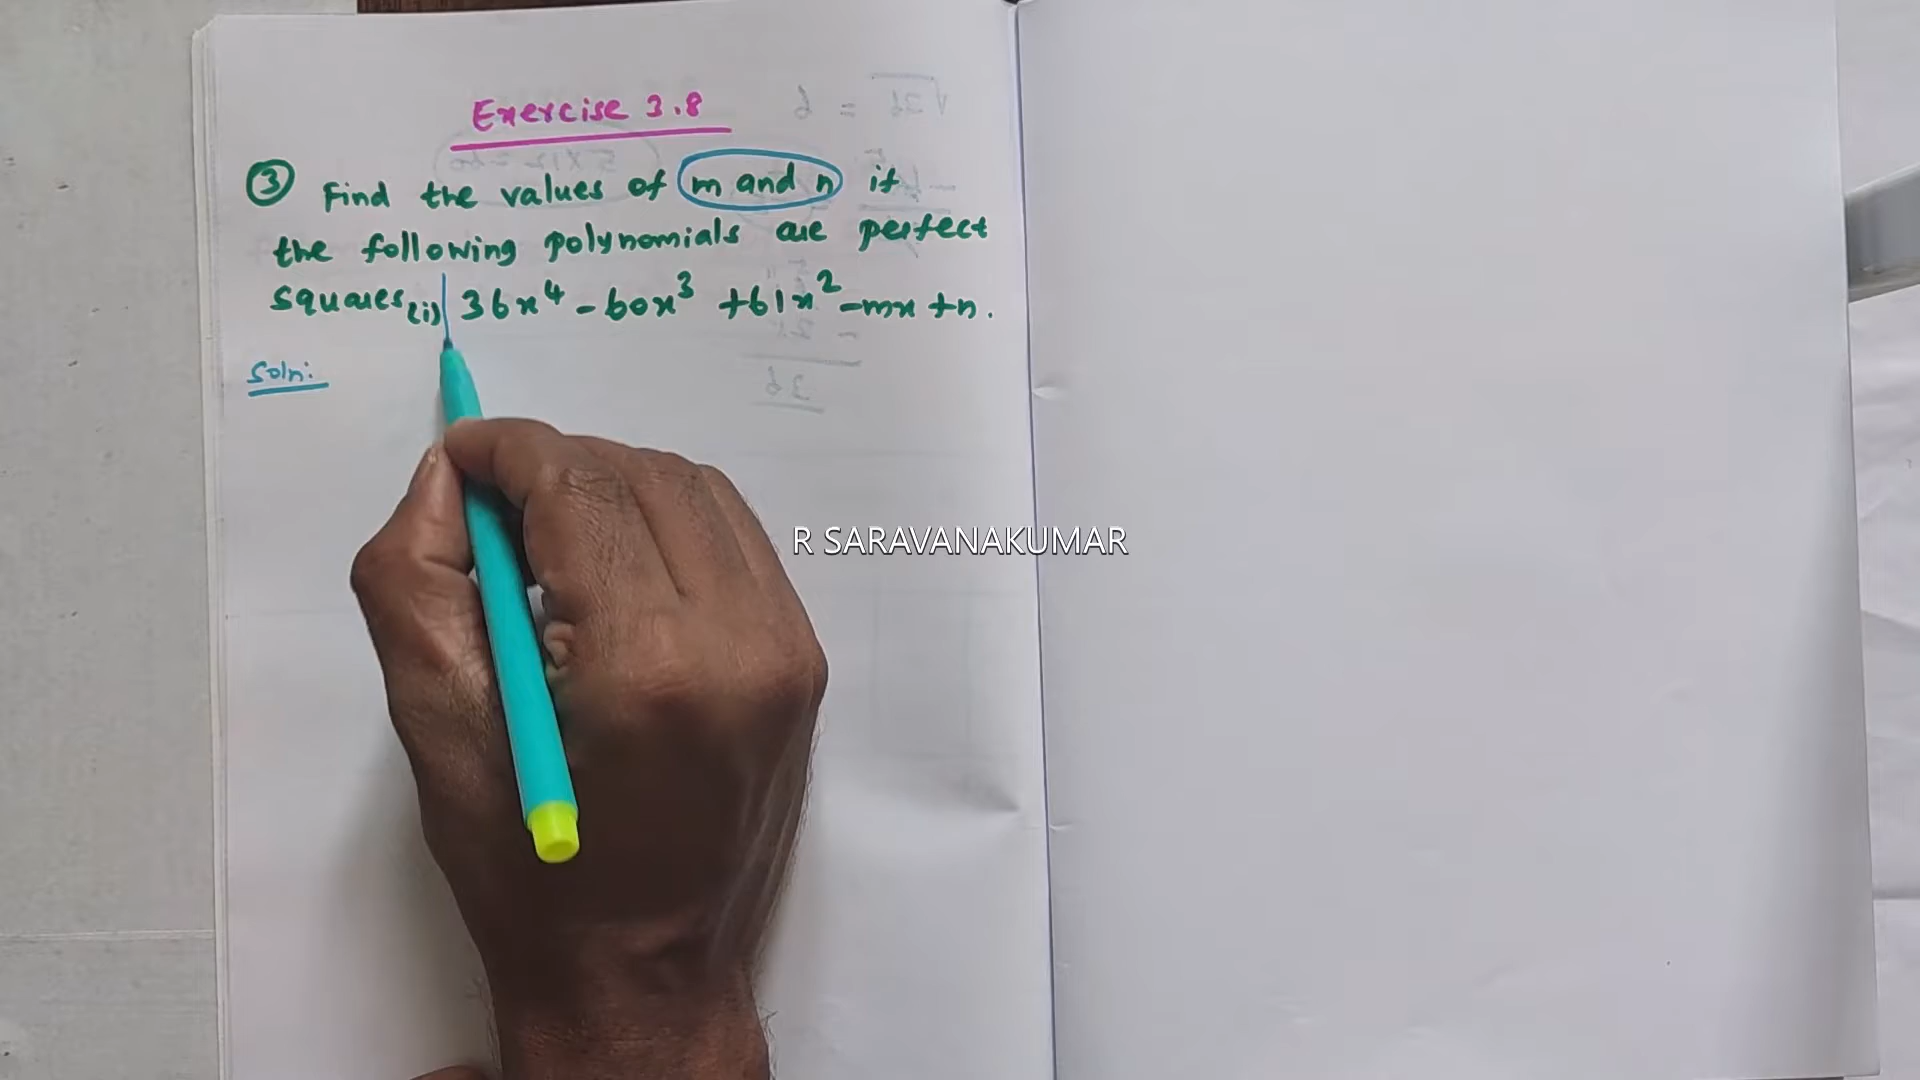 Exercise 3.8
③ Find the values of m and n if
the following polynomials are perfect
squares (i) 36x⁴ - 60x³ + 61x² - mx + n.
Soln:
R SARAVANAKUMAR